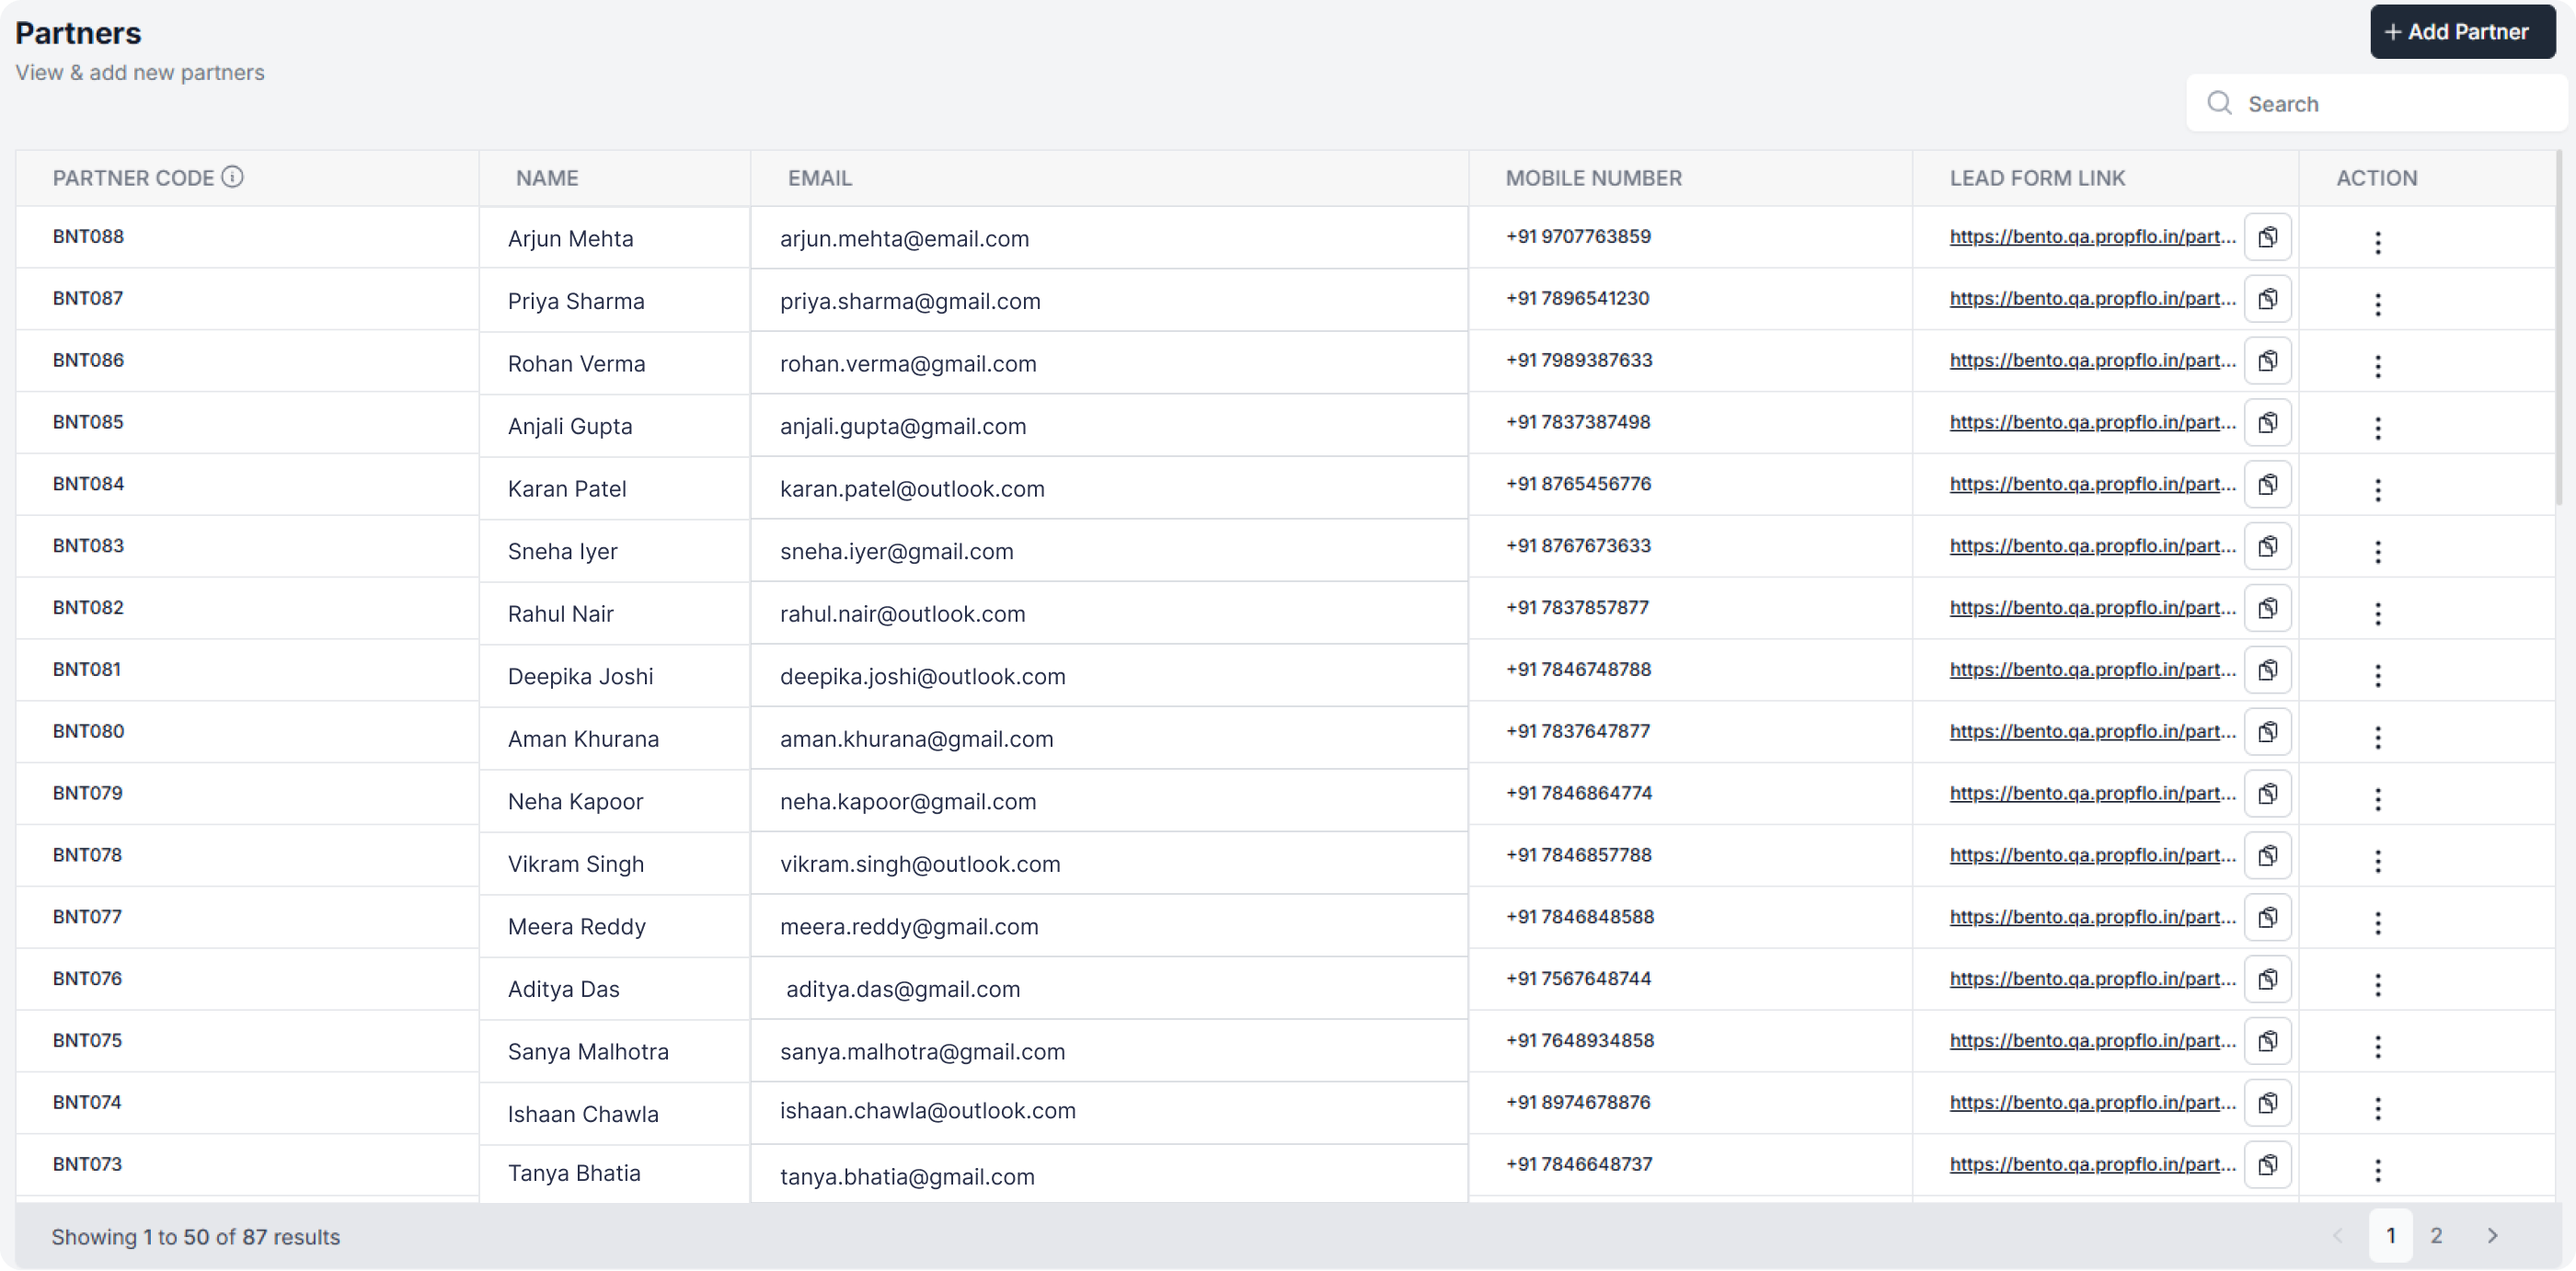 Partners
+ Add Partner
View & add new partners
Search
PARTNER CODE NAME EMAIL MOBILE NUMBER LEAD FORM LINK ACTION
BNT088 Arjun Mehta arjun.mehta@email.com +91 9707763859 https://bento.qa.propflo.in/part...
BNT087 Priya Sharma priya.sharma@gmail.com +91 7896541230 https://bento.qa.propflo.in/part...
BNT086 Rohan Verma rohan.verma@gmail.com +91 7989387633 https://bento.qa.propflo.in/part...
BNT085 Anjali Gupta anjali.gupta@gmail.com +91 7837387498 https://bento.qa.propflo.in/part...
BNT084 Karan Patel karan.patel@outlook.com +91 8765456776 https://bento.qa.propflo.in/part...
BNT083 Sneha Iyer sneha.iyer@gmail.com +91 8767673633 https://bento.qa.propflo.in/part...
BNT082 Rahul Nair rahul.nair@outlook.com +91 7837857877 https://bento.qa.propflo.in/part...
BNT081 Deepika Joshi deepika.joshi@outlook.com +91 7846748788 https://bento.qa.propflo.in/part...
BNT080 Aman Khurana aman.khurana@gmail.com +91 7837647877 https://bento.qa.propflo.in/part...
BNT079 Neha Kapoor neha.kapoor@gmail.com +91 7846864774 https://bento.qa.propflo.in/part...
BNT078 Vikram Singh vikram.singh@outlook.com +91 7846857788 https://bento.qa.propflo.in/part...
BNT077 Meera Reddy meera.reddy@gmail.com +91 7846848588 https://bento.qa.propflo.in/part...
BNT076 Aditya Das aditya.das@gmail.com +91 7567648744 https://bento.qa.propflo.in/part...
BNT075 Sanya Malhotra sanya.malhotra@gmail.com +91 7648934858 https://bento.qa.propflo.in/part...
BNT074 Ishaan Chawla ishaan.chawla@outlook.com +91 8974678876 https://bento.qa.propflo.in/part...
BNT073 Tanya Bhatia tanya.bhatia@gmail.com +91 7846648737 https://bento.qa.propflo.in/part...
Showing 1 to 50 of 87 results
1 2